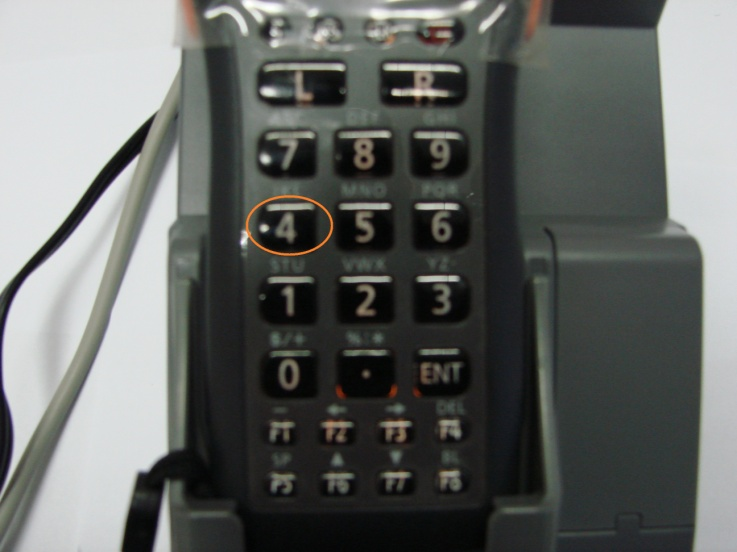 L R
DEF GHI
7 8 9
JKL MNO PQR
4 5 6
STU VWX YZ
1 2 3
$/+ %:*
0 . ENT
- ← → DEL
F1 F2 F3 F4
SP ▲ ▼ BL
F5 F6 F7 F8